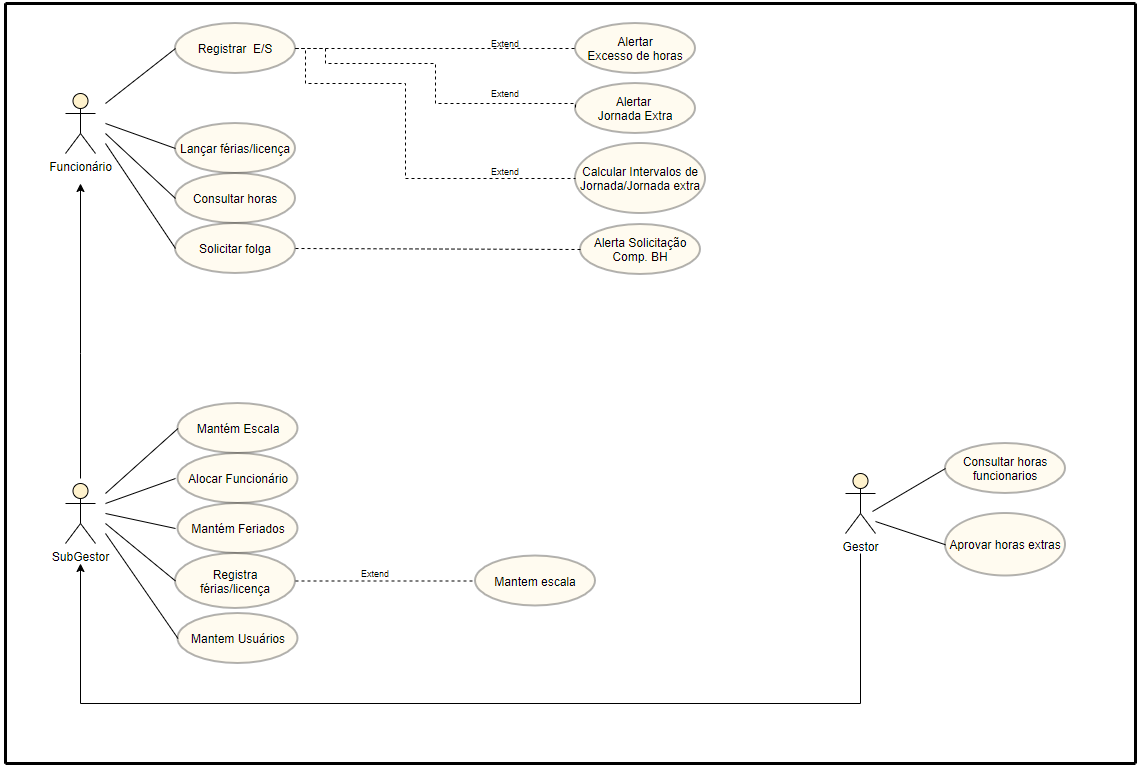 Registrar E/S
Extend
Alertar
Excesso de horas
Extend
Alertar
Jornada Extra
Funcionário
Lançar férias/licença
Extend
Calcular Intervalos de
Jornada/Jornada extra
Consultar horas
Solicitar folga
Alerta Solicitação
Comp. BH
Mantém Escala
Alocar Funcionário
Mantém Feriados
SubGestor
Registra
férias/licença
Extend
Mantem escala
Mantem Usuários
Consultar horas
funcionarios
Gestor
Aprovar horas extras